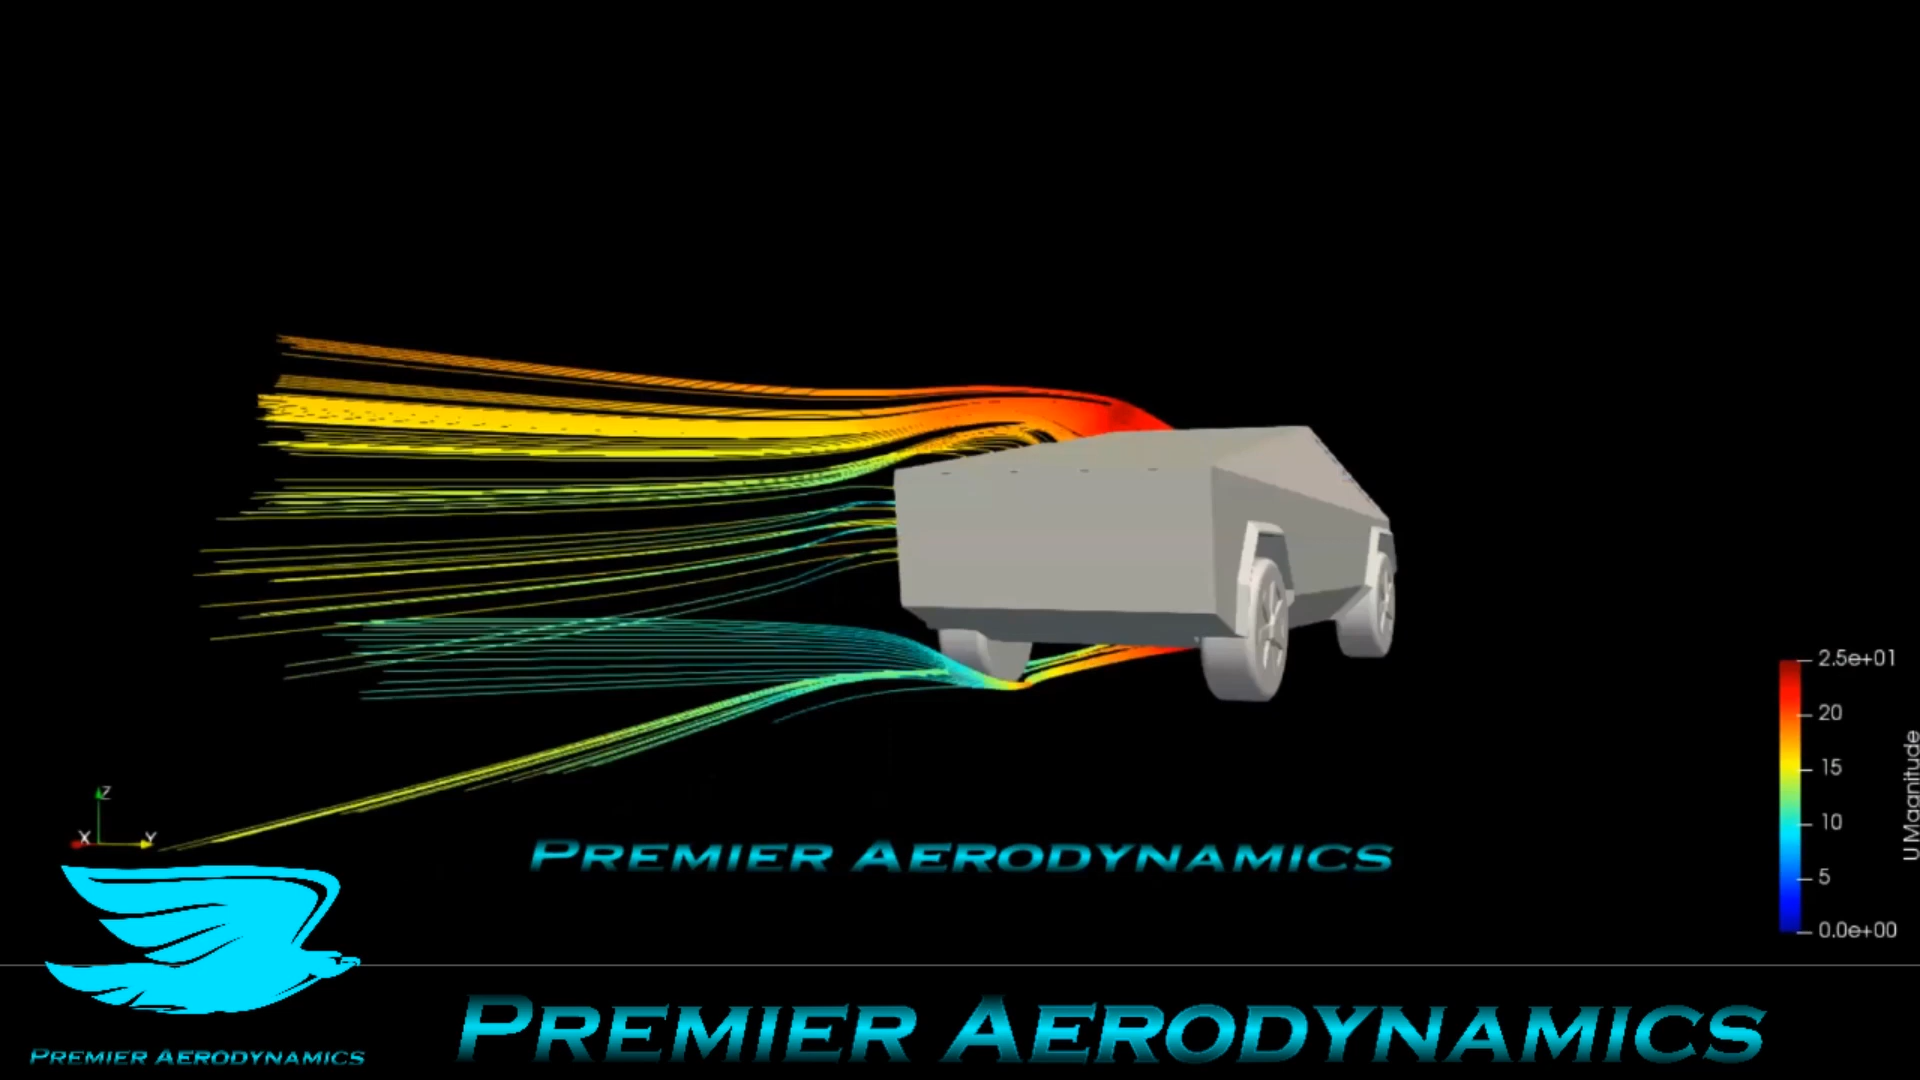 2.5e+01
20
15
10
5
0.0e+00
U Magnitude
Z
X
Y
PREMIER AERODYNAMICS
PREMIER AERODYNAMICS
PREMIER AERODYNAMICS